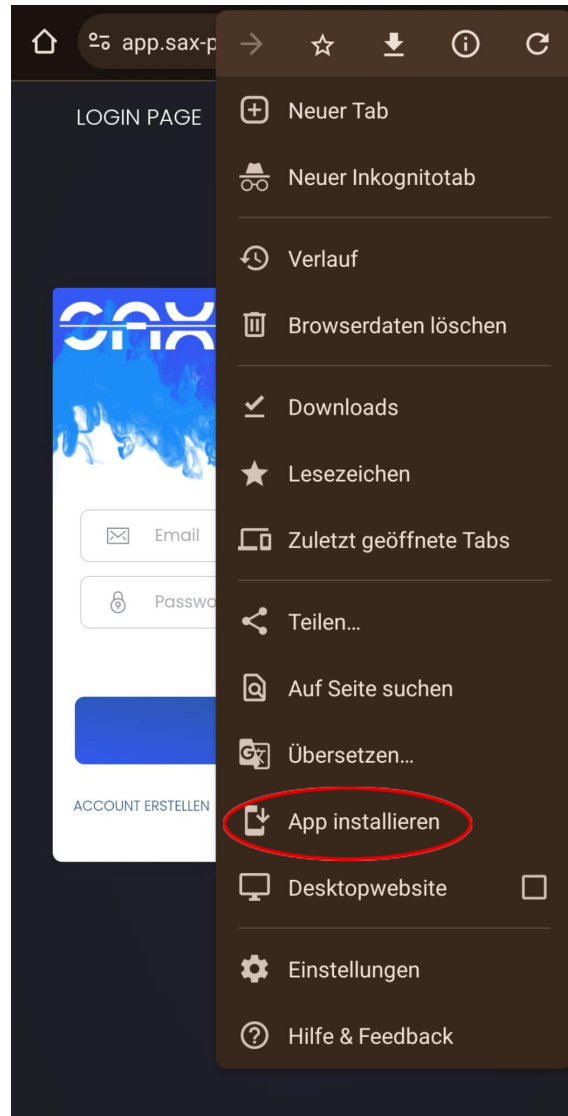 app.sax-p
LOGIN PAGE
SAX
Email
Passwo
ACCOUNT ERSTELLEN
Neuer Tab
Neuer Inkognitotab
Verlauf
Browserdaten löschen
Downloads
Lesezeichen
Zuletzt geöffnete Tabs
Teilen...
Auf Seite suchen
Übersetzen...
App installieren
Desktopwebsite
Einstellungen
Hilfe & Feedback